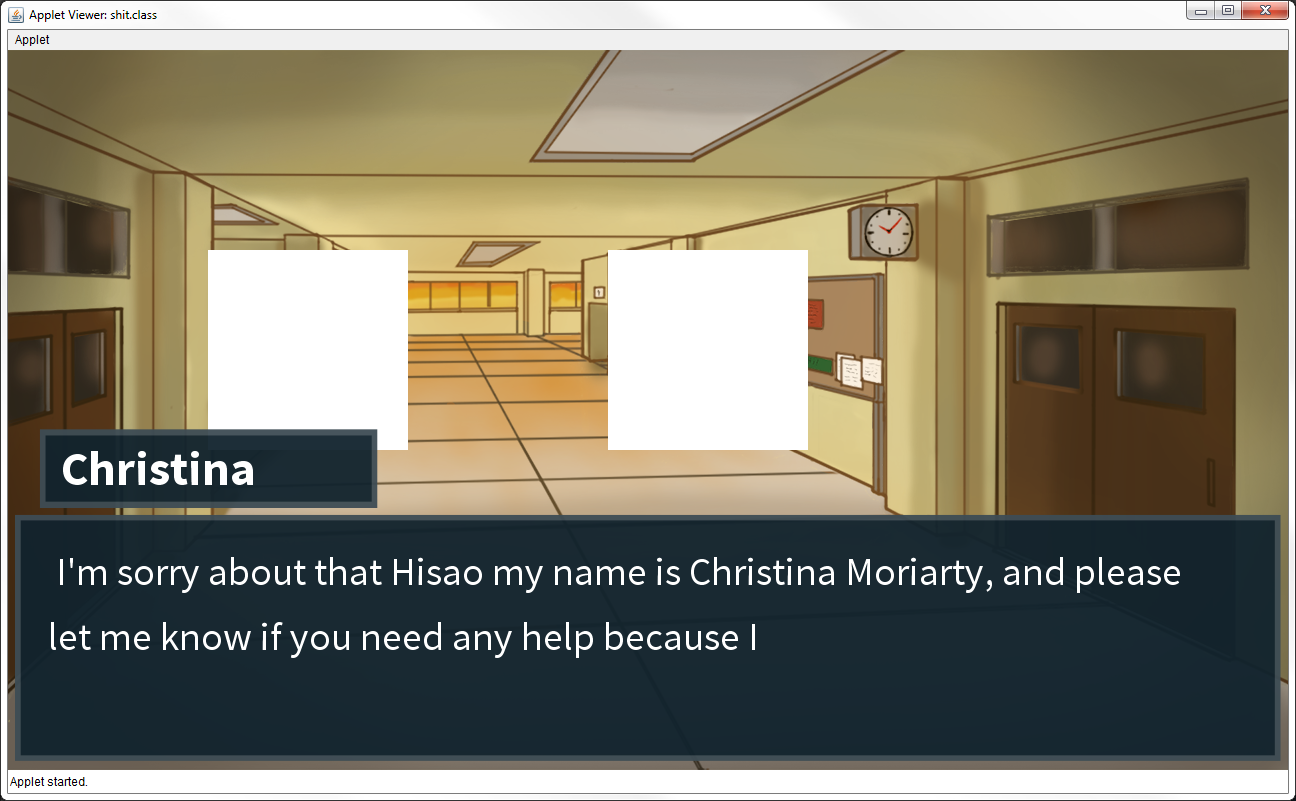 Applet Viewer: shit.class
Applet
1
Christina
I'm sorry about that Hisao my name is Christina Moriarty, and please
let me know if you need any help because I
Applet started.